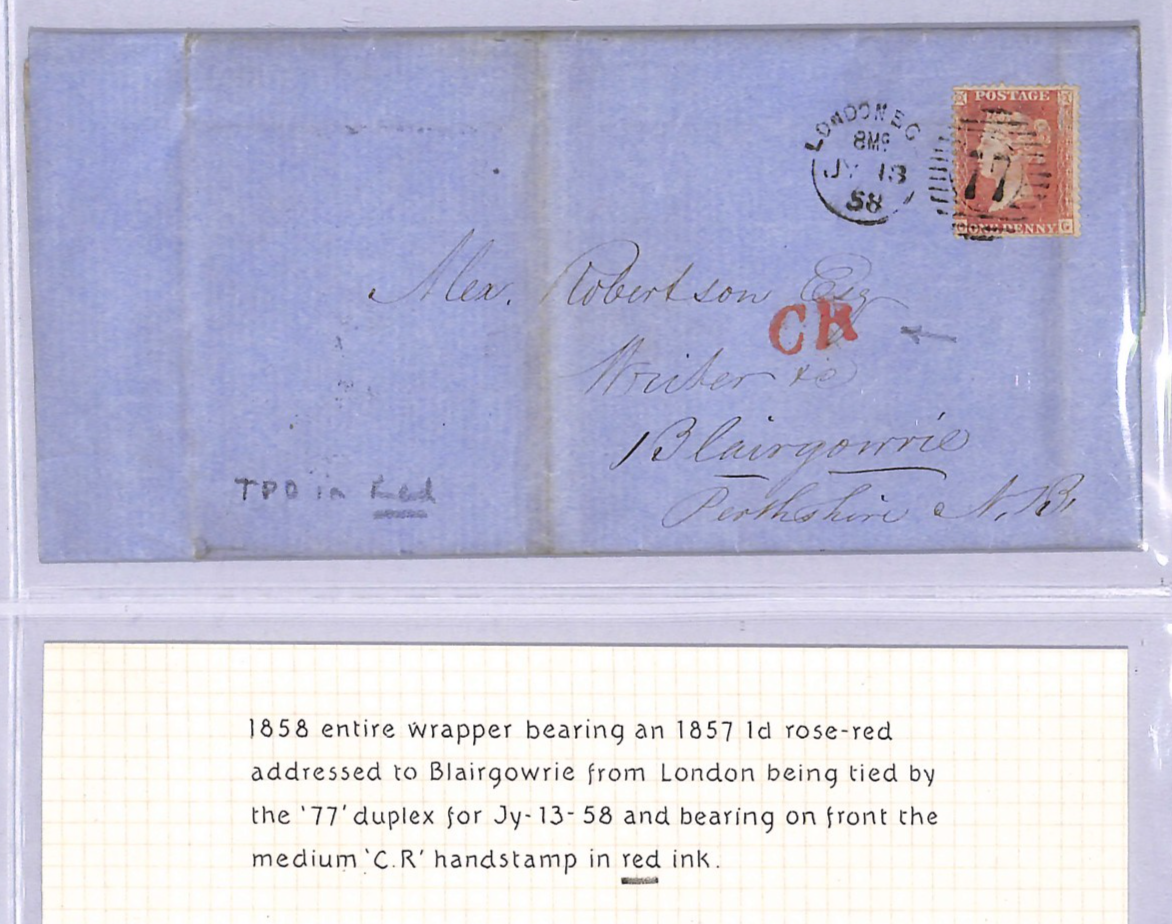 POSTAGE
LONDON EC
8Mg
JY 13
58
77
ONE PENNY
G
Alex. Robertson Esq
CR
Writer &c
Blairgowrie
Perthshire N.B.
TPO in Red
1858 entire wrapper bearing an 1857 1d rose-red
addressed to Blairgowrie from London being tied by
the '77' duplex for Jy-13-58 and bearing on front the
medium 'C.R' handstamp in red ink.